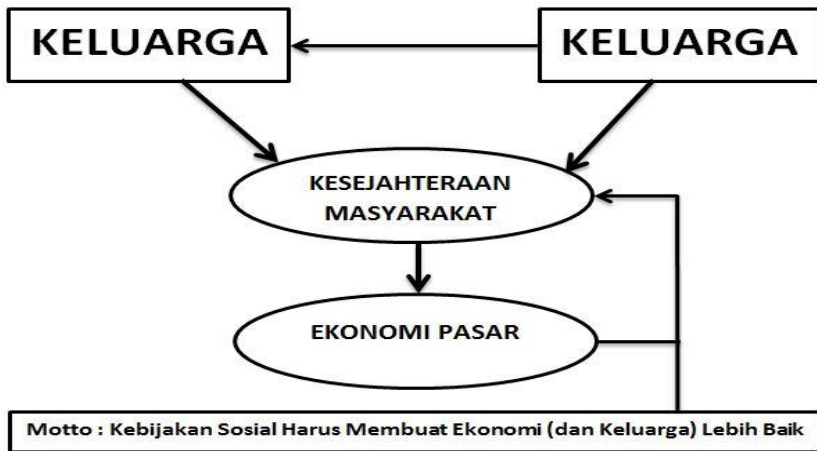 KELUARGA
KELUARGA
KESEJAHTERAAN
MASYARAKAT
EKONOMI PASAR
Motto : Kebijakan Sosial Harus Membuat Ekonomi (dan Keluarga) Lebih Baik